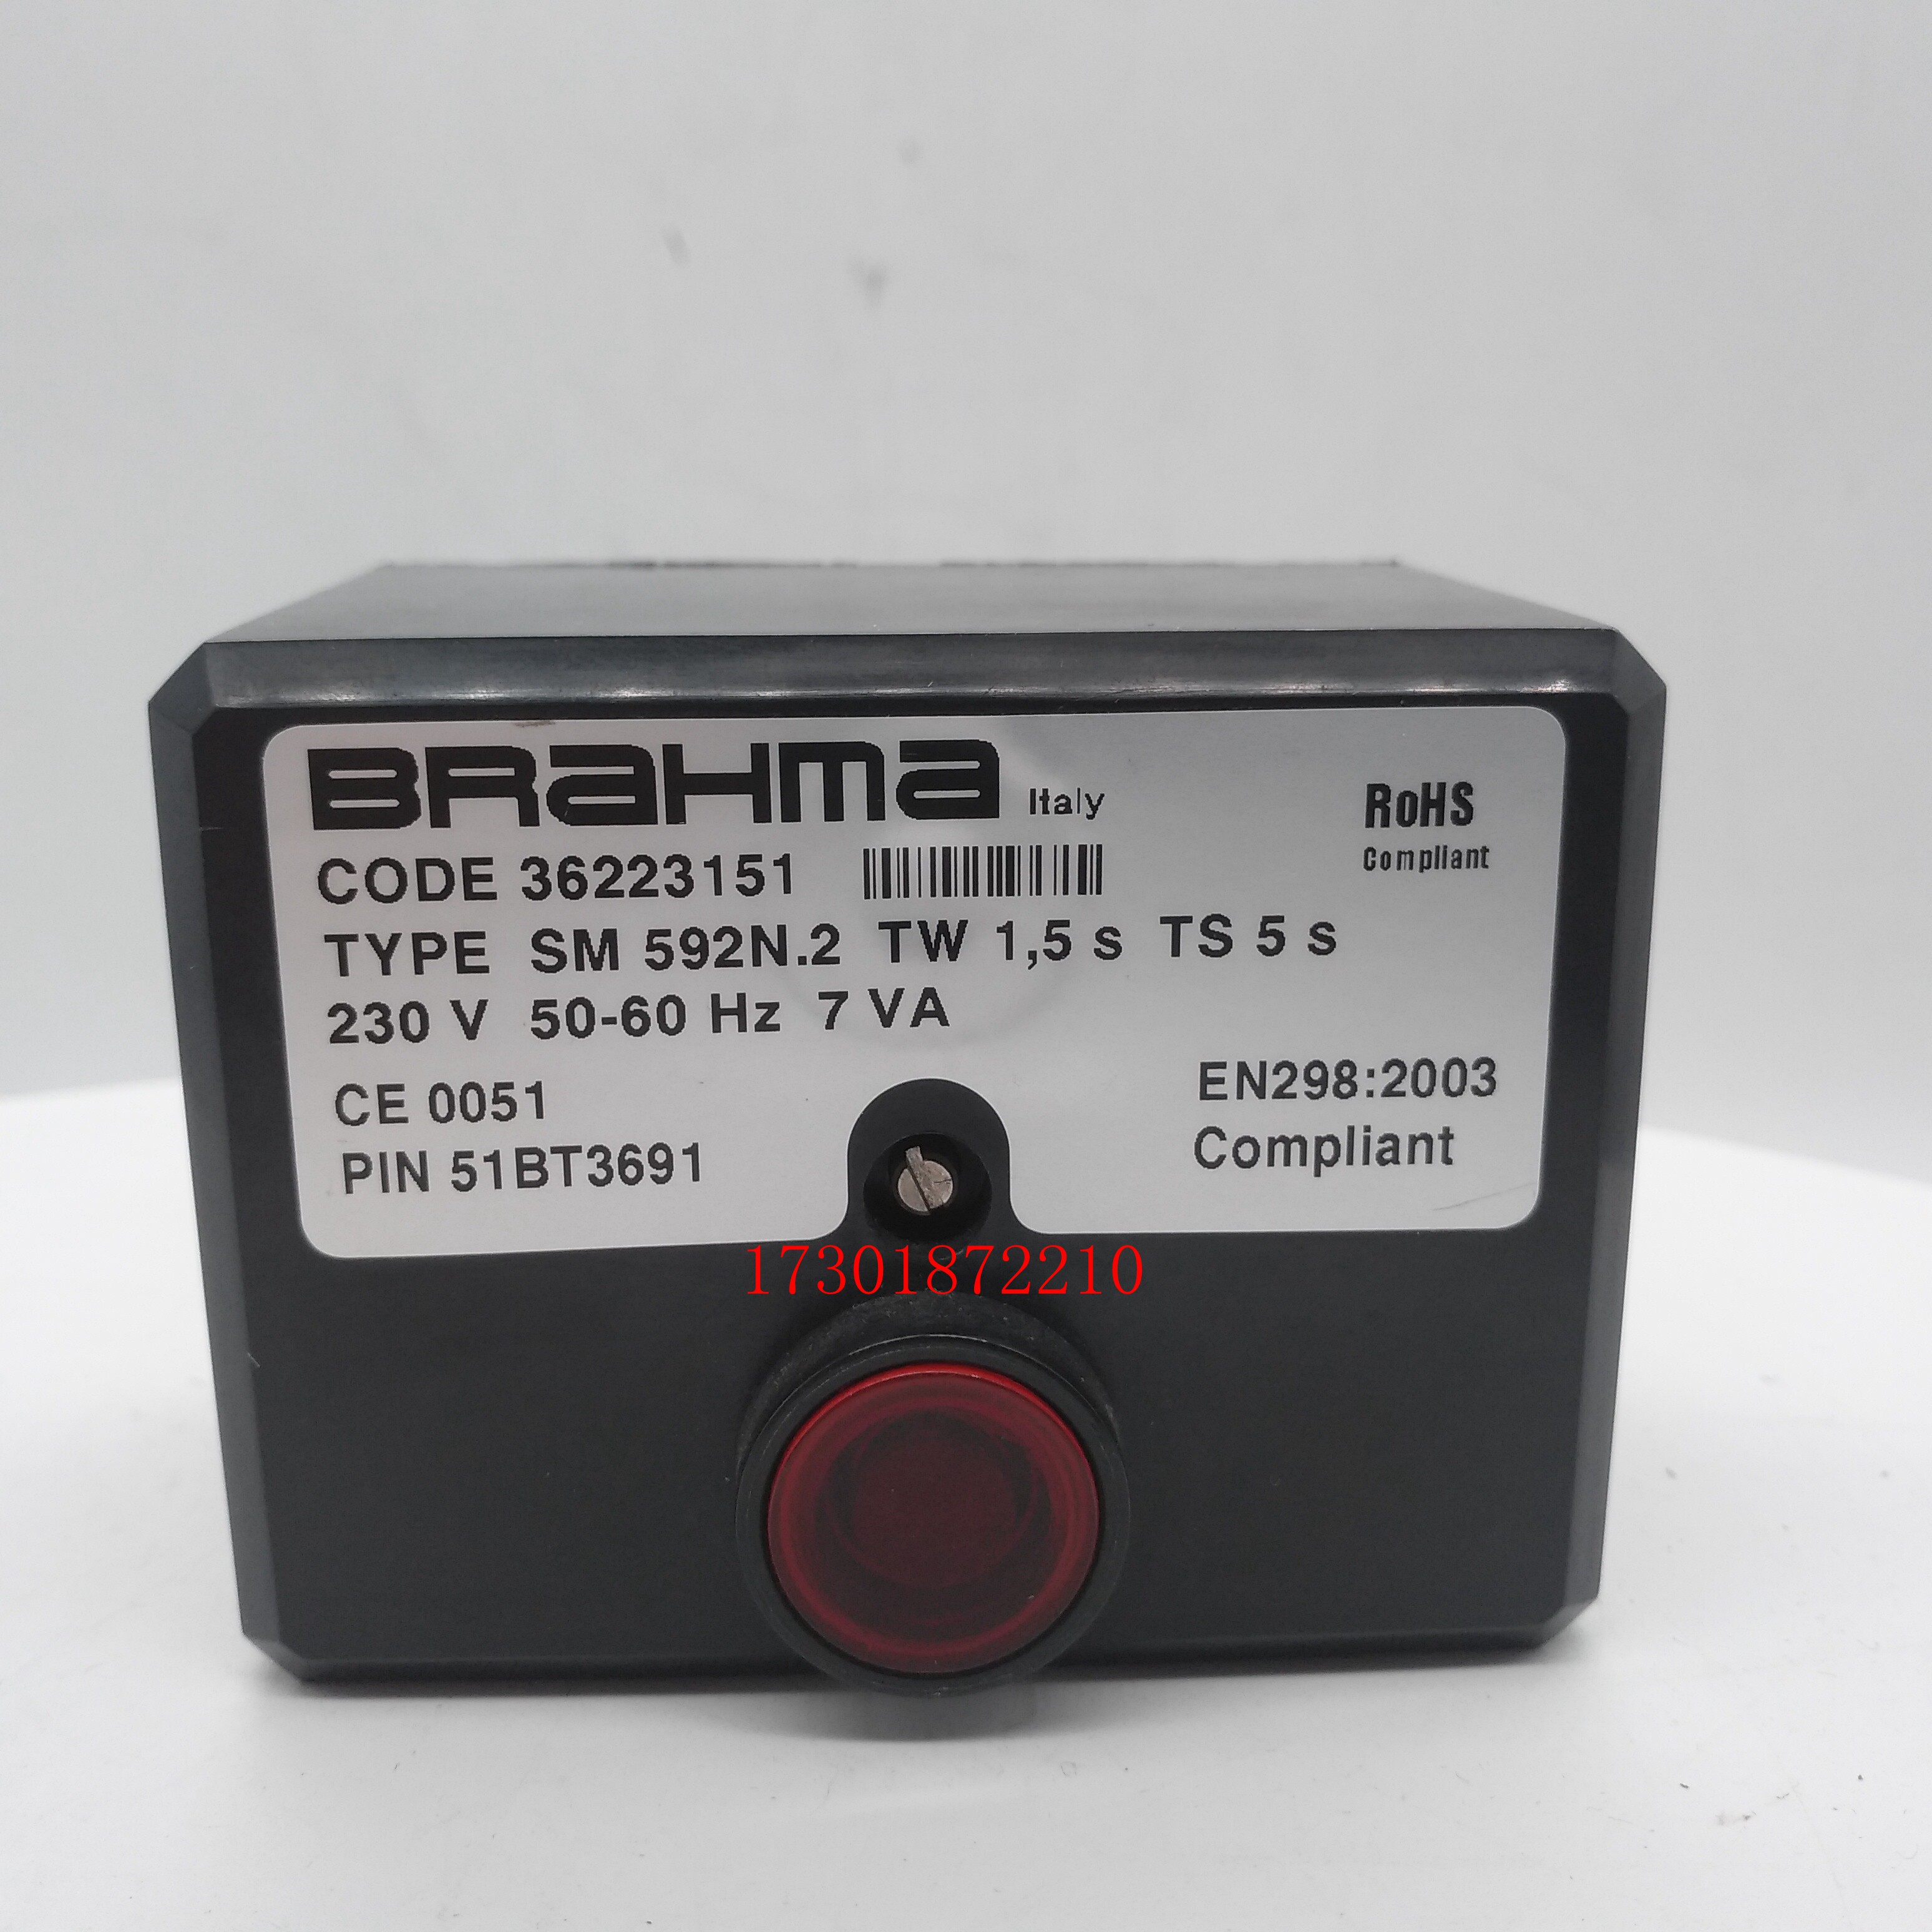 BRAHMA Italy
RoHS
Compliant
CODE 36223151
TYPE SM 592N.2 TW 1,5 s TS 5 s
230 V 50-60 Hz 7 VA
CE 0051
PIN 51BT3691
EN298:2003
Compliant
17301872210